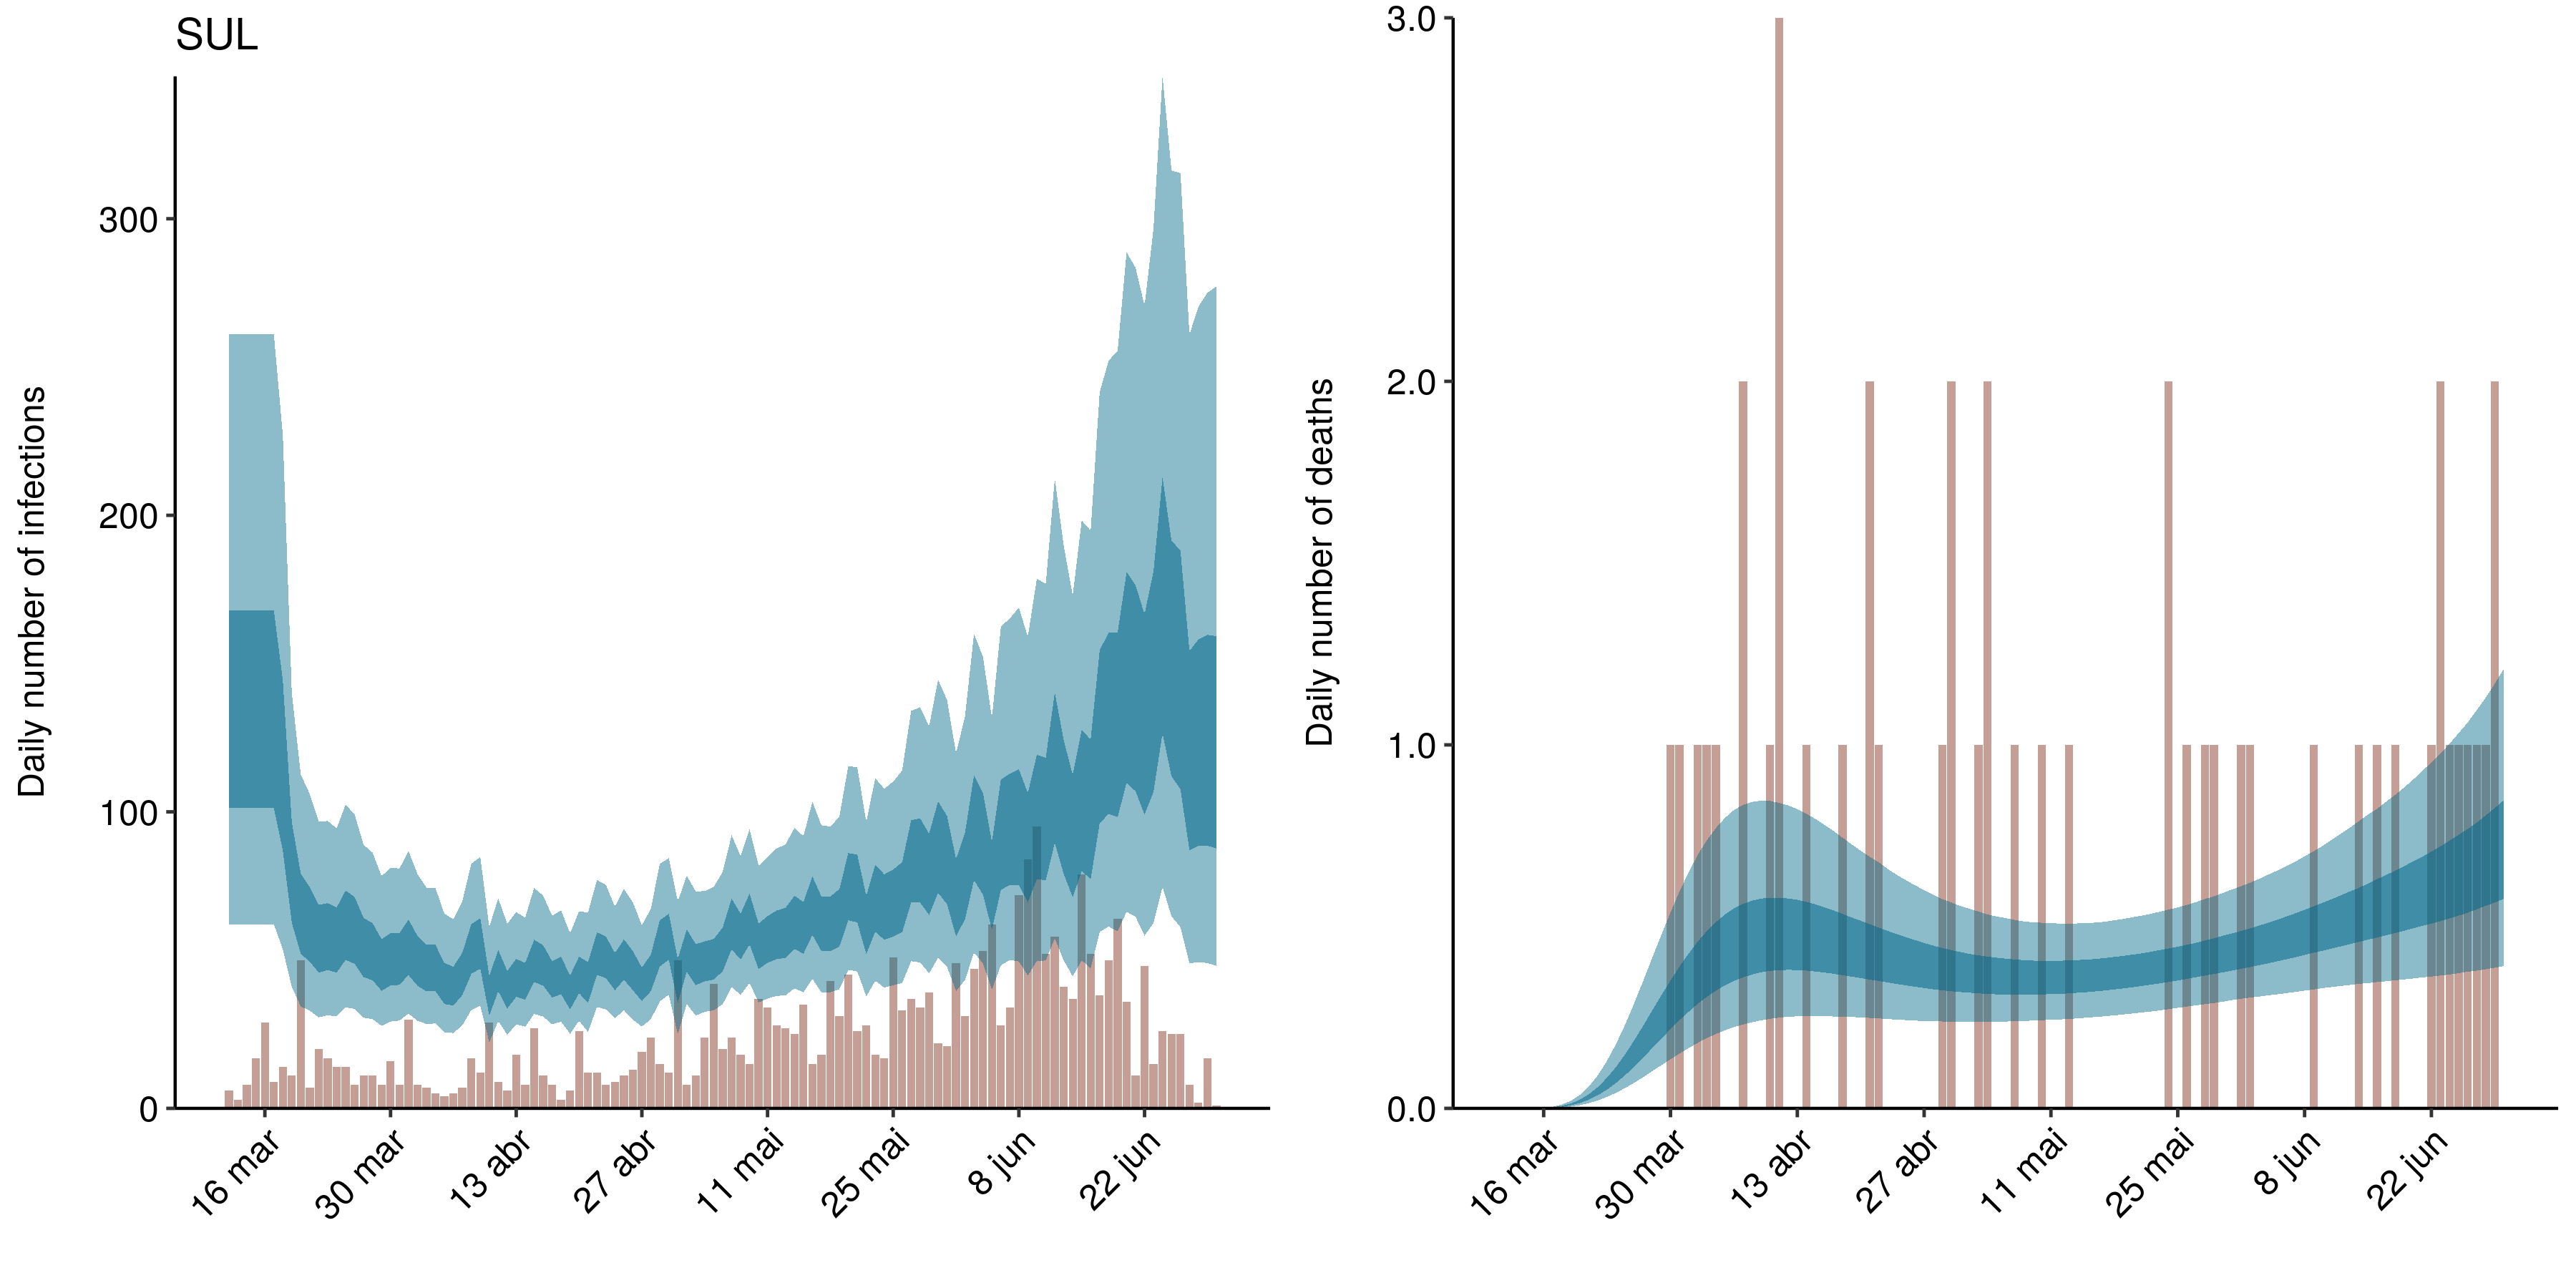 SUL
Daily number of infections
300
200
100
0
16 mar
30 mar
13 abr
27 abr
11 mai
25 mai
8 jun
22 jun
Daily number of deaths
3.0
2.0
1.0
0.0
16 mar
30 mar
13 abr
27 abr
11 mai
25 mai
8 jun
22 jun